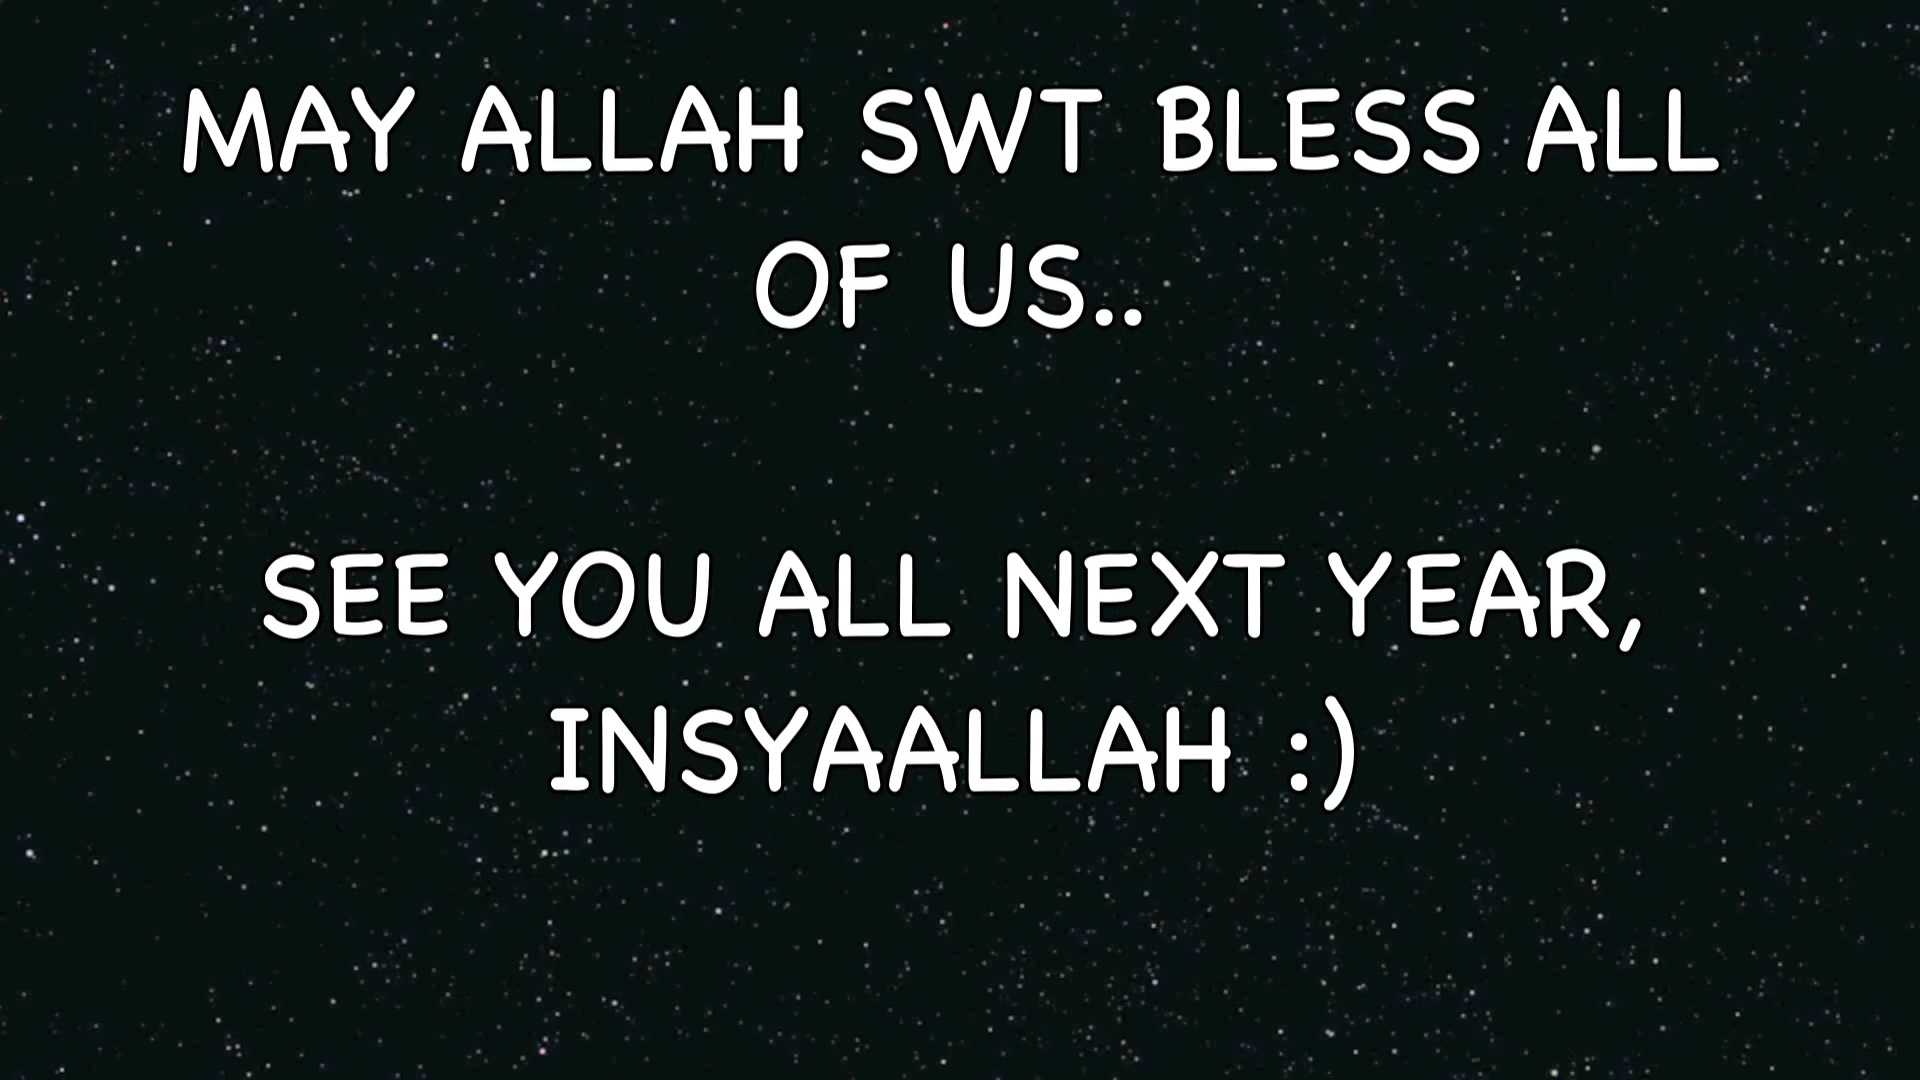 MAY ALLAH SWT BLESS ALL
OF US..
SEE YOU ALL NEXT YEAR,
INSYAALLAH :)